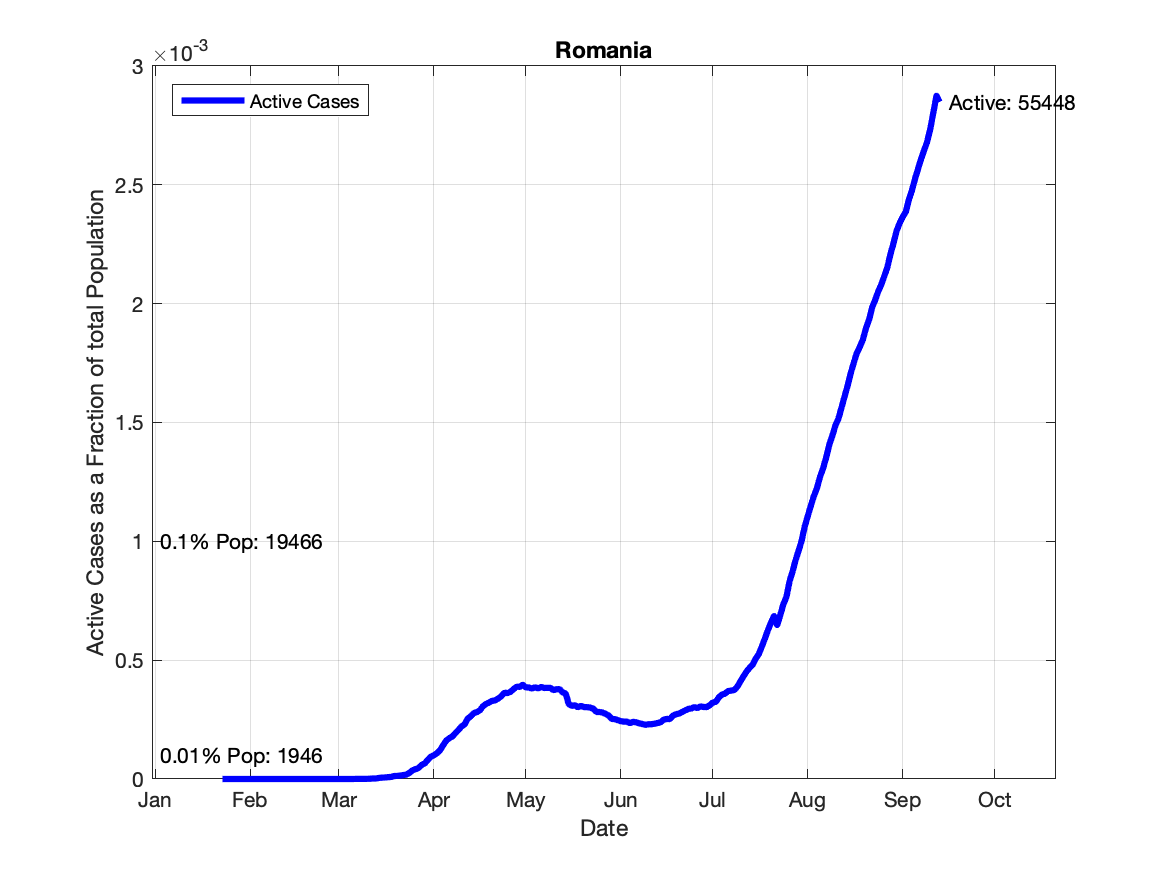 Romania
×10-3
3
2.5
2
1.5
1
0.5
0
Active Cases as a Fraction of total Population
Active Cases
Active: 55448
0.1% Pop: 19466
0.01% Pop: 1946
Jan Feb Mar Apr May Jun Jul Aug Sep Oct
Date